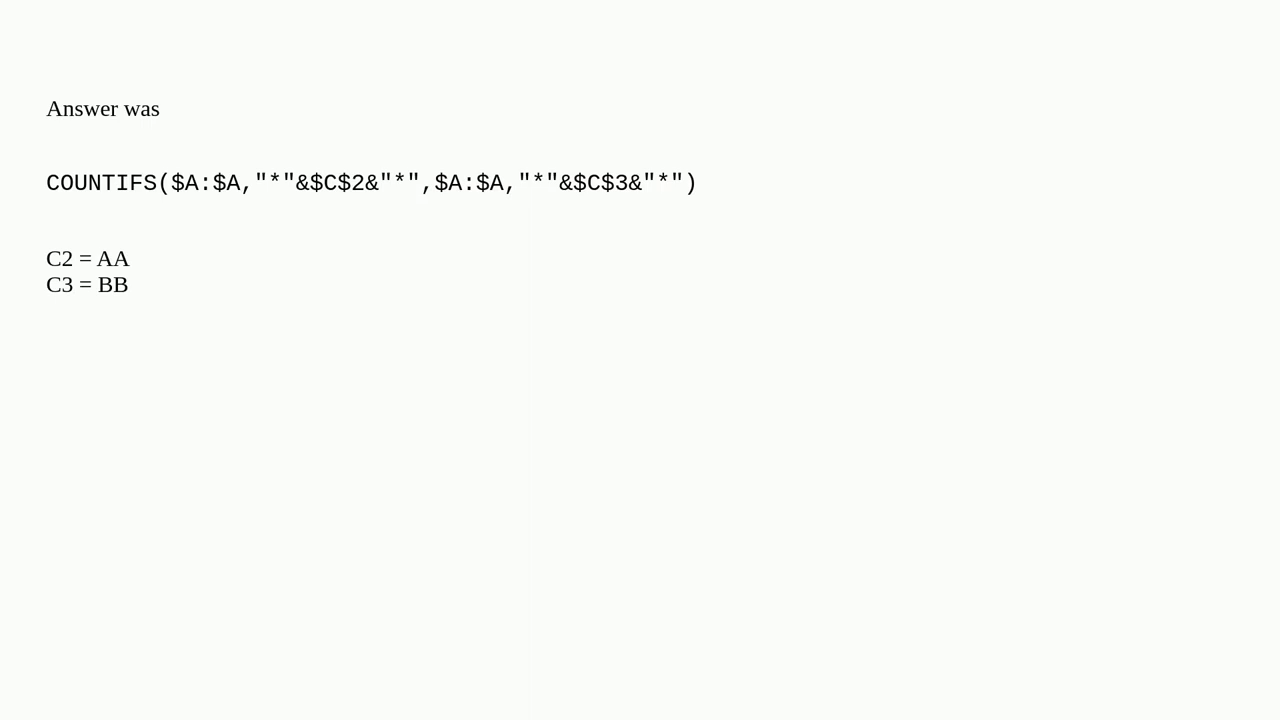 Answer was
COUNTIFS($A:$A,"*"&$C$2&"*",$A:$A,"*"&$C$3&"*")
C2 = AA
C3 = BB